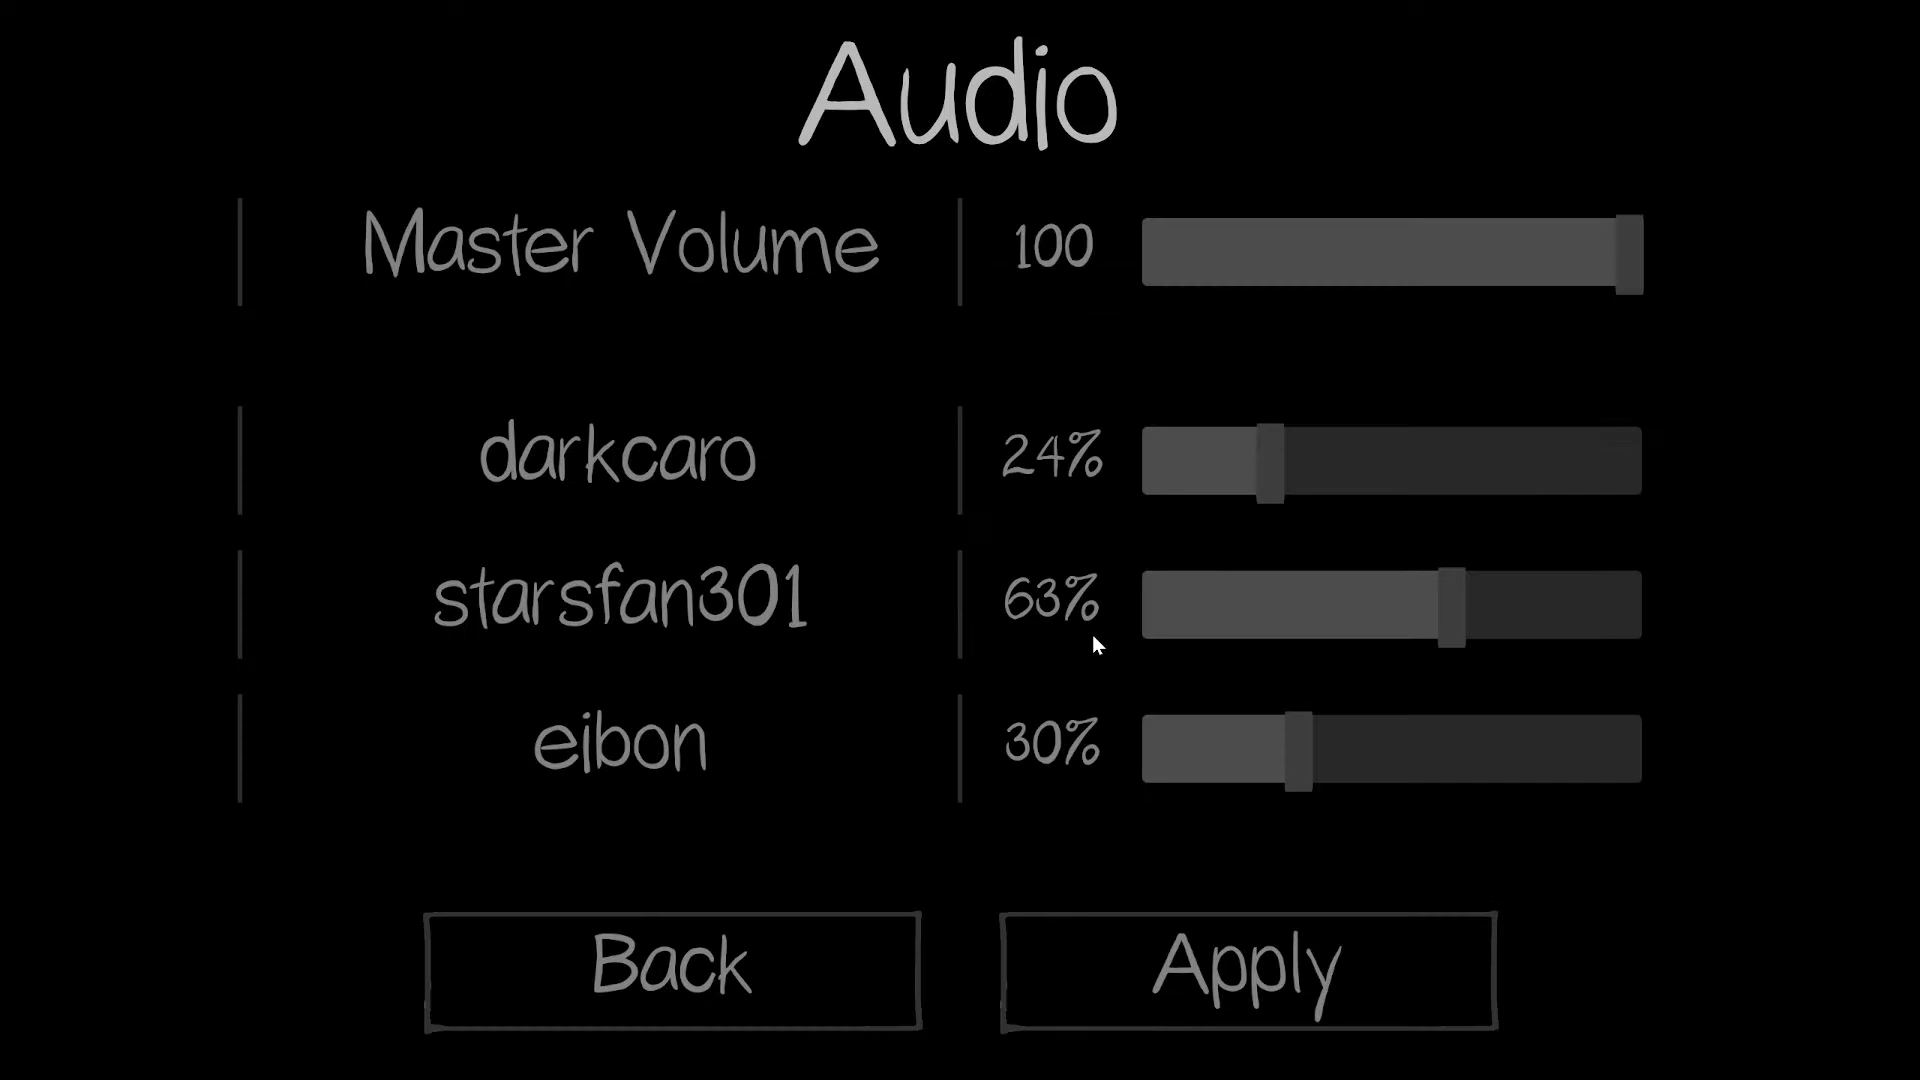 Audio
Master Volume 100
darkcaro 24%
starsfan301 63%
eibon 30%
Back Apply